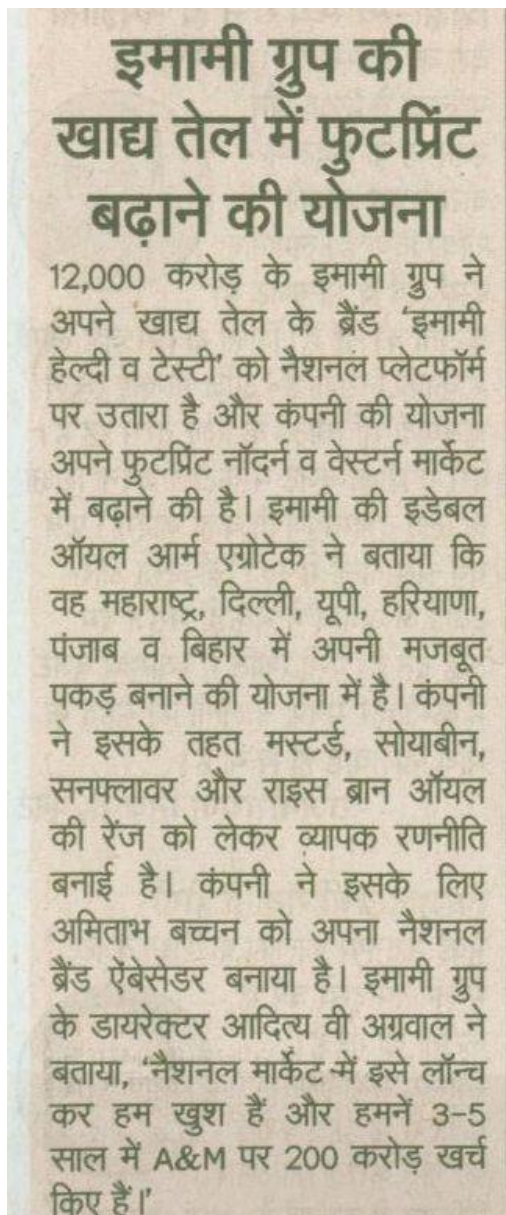 इमामी ग्रुप की
खाद्य तेल में फुटप्रिंट
बढ़ाने की योजना
12,000 करोड़ के इमामी ग्रुप ने
अपने खाद्य तेल के ब्रैंड 'इमामी
हेल्दी व टेस्टी' को नैशनल प्लेटफॉर्म
पर उतारा है और कंपनी की योजना
अपने फुटप्रिंट नॉदर्न व वेस्टर्न मार्केट
में बढ़ाने की है। इमामी की इडेबल
ऑयल आर्म एग्रोटेक ने बताया कि
वह महाराष्ट्र, दिल्ली, यूपी, हरियाणा,
पंजाब व बिहार में अपनी मजबूत
पकड़ बनाने की योजना में है। कंपनी
ने इसके तहत मस्टर्ड, सोयाबीन,
सनफ्लावर और राइस ब्रान ऑयल
की रेंज को लेकर व्यापक रणनीति
बनाई है। कंपनी ने इसके लिए
अमिताभ बच्चन को अपना नैशनल
ब्रैंड ऐंबेसेडर बनाया है। इमामी ग्रुप
के डायरेक्टर आदित्य वी अग्रवाल ने
बताया, 'नैशनल मार्केट में इसे लॉन्च
कर हम खुश हैं और हमनें 3-5
साल में A&M पर 200 करोड़ खर्च
किए हैं।'